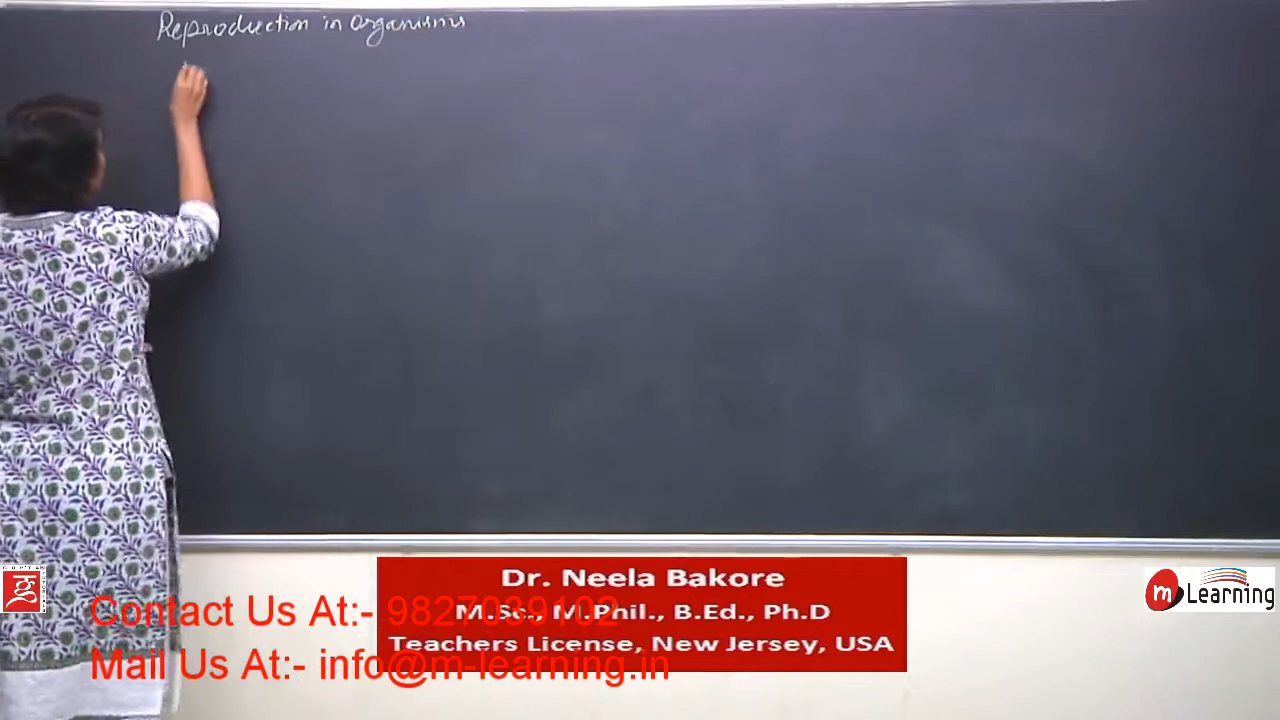 Reproduction in Organisms
Dr. Neela Bakore
M.Sc., M.Phil., B.Ed., Ph.D
Teachers License, New Jersey, USA
Contact Us At:- 9827089102
Mail Us At:- info@m-learning.in
m Learning